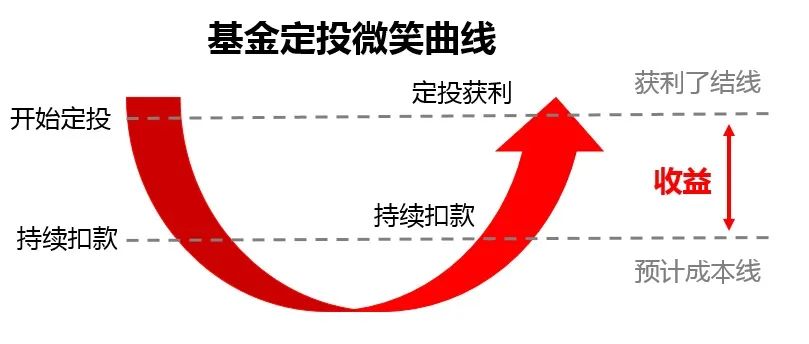 基金定投微笑曲线
获利了结线
定投获利
开始定投
收益
持续扣款
持续扣款
预计成本线